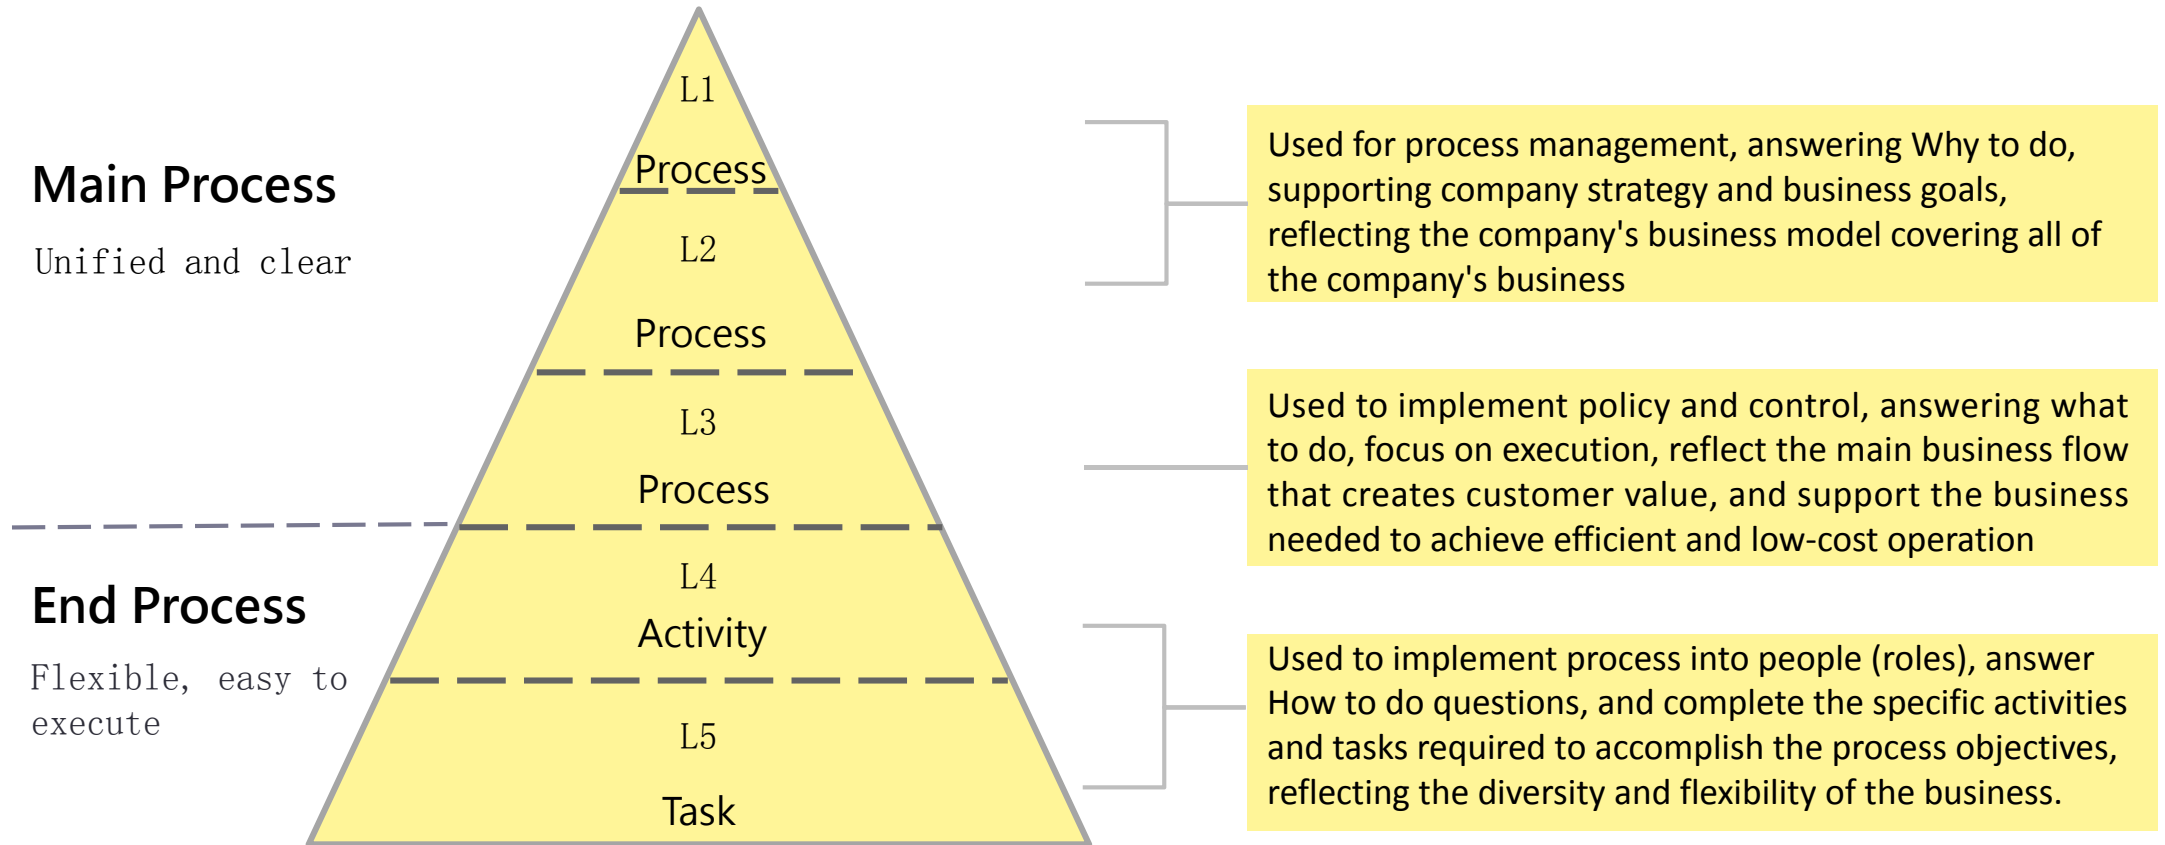 Main Process
Unified and clear
End Process
Flexible, easy to
execute
L1
Process
L2
Process
L3
Process
L4
Activity
L5
Task
Used for process management, answering Why to do,
supporting company strategy and business goals,
reflecting the company's business model covering all of
the company's business
Used to implement policy and control, answering what
to do, focus on execution, reflect the main business flow
that creates customer value, and support the business
needed to achieve efficient and low-cost operation
Used to implement process into people (roles), answer
How to do questions, and complete the specific activities
and tasks required to accomplish the process objectives,
reflecting the diversity and flexibility of the business.